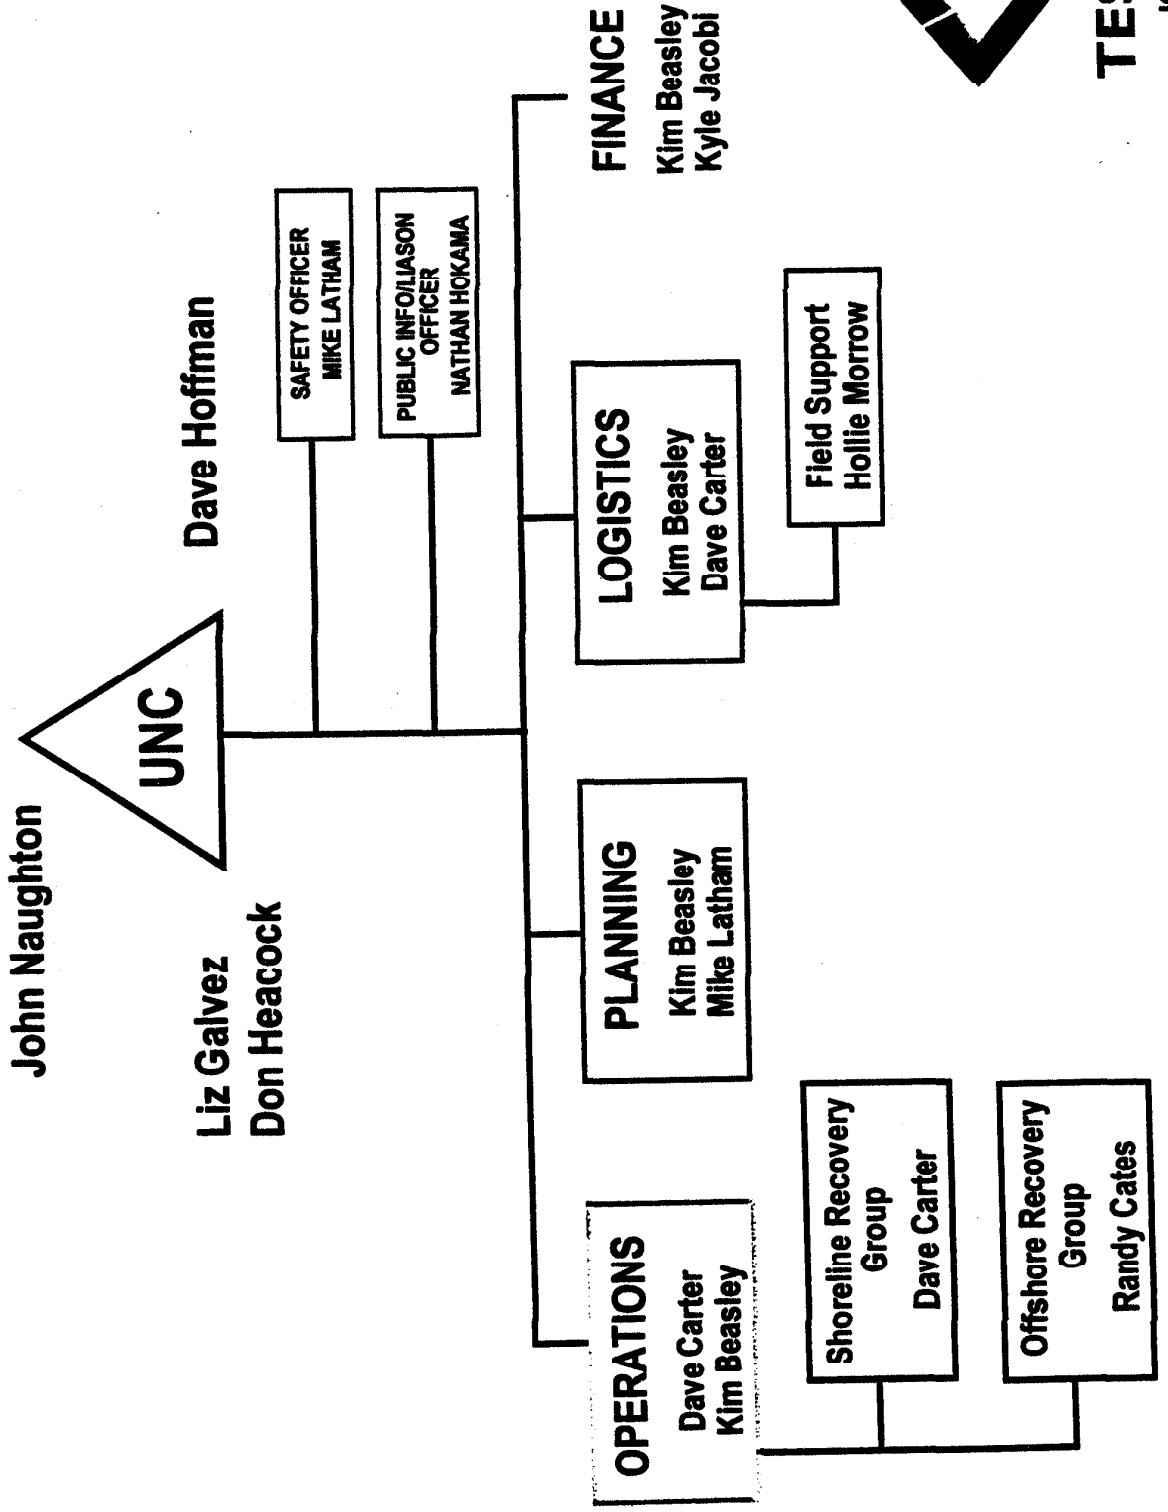 John Naughton
UNC
Liz Galvez
Don Heacock
Dave Hoffman
SAFETY OFFICER
MIKE LATHAM
PUBLIC INFO/LIASON
OFFICER
NATHAN HOKAMA
OPERATIONS
Dave Carter
Kim Beasley
PLANNING
Kim Beasley
Mike Latham
LOGISTICS
Kim Beasley
Dave Carter
FINANCE
Kim Beasley
Kyle Jacobi
Shoreline Recovery
Group
Dave Carter
Offshore Recovery
Group
Randy Cates
Field Support
Hollie Morrow